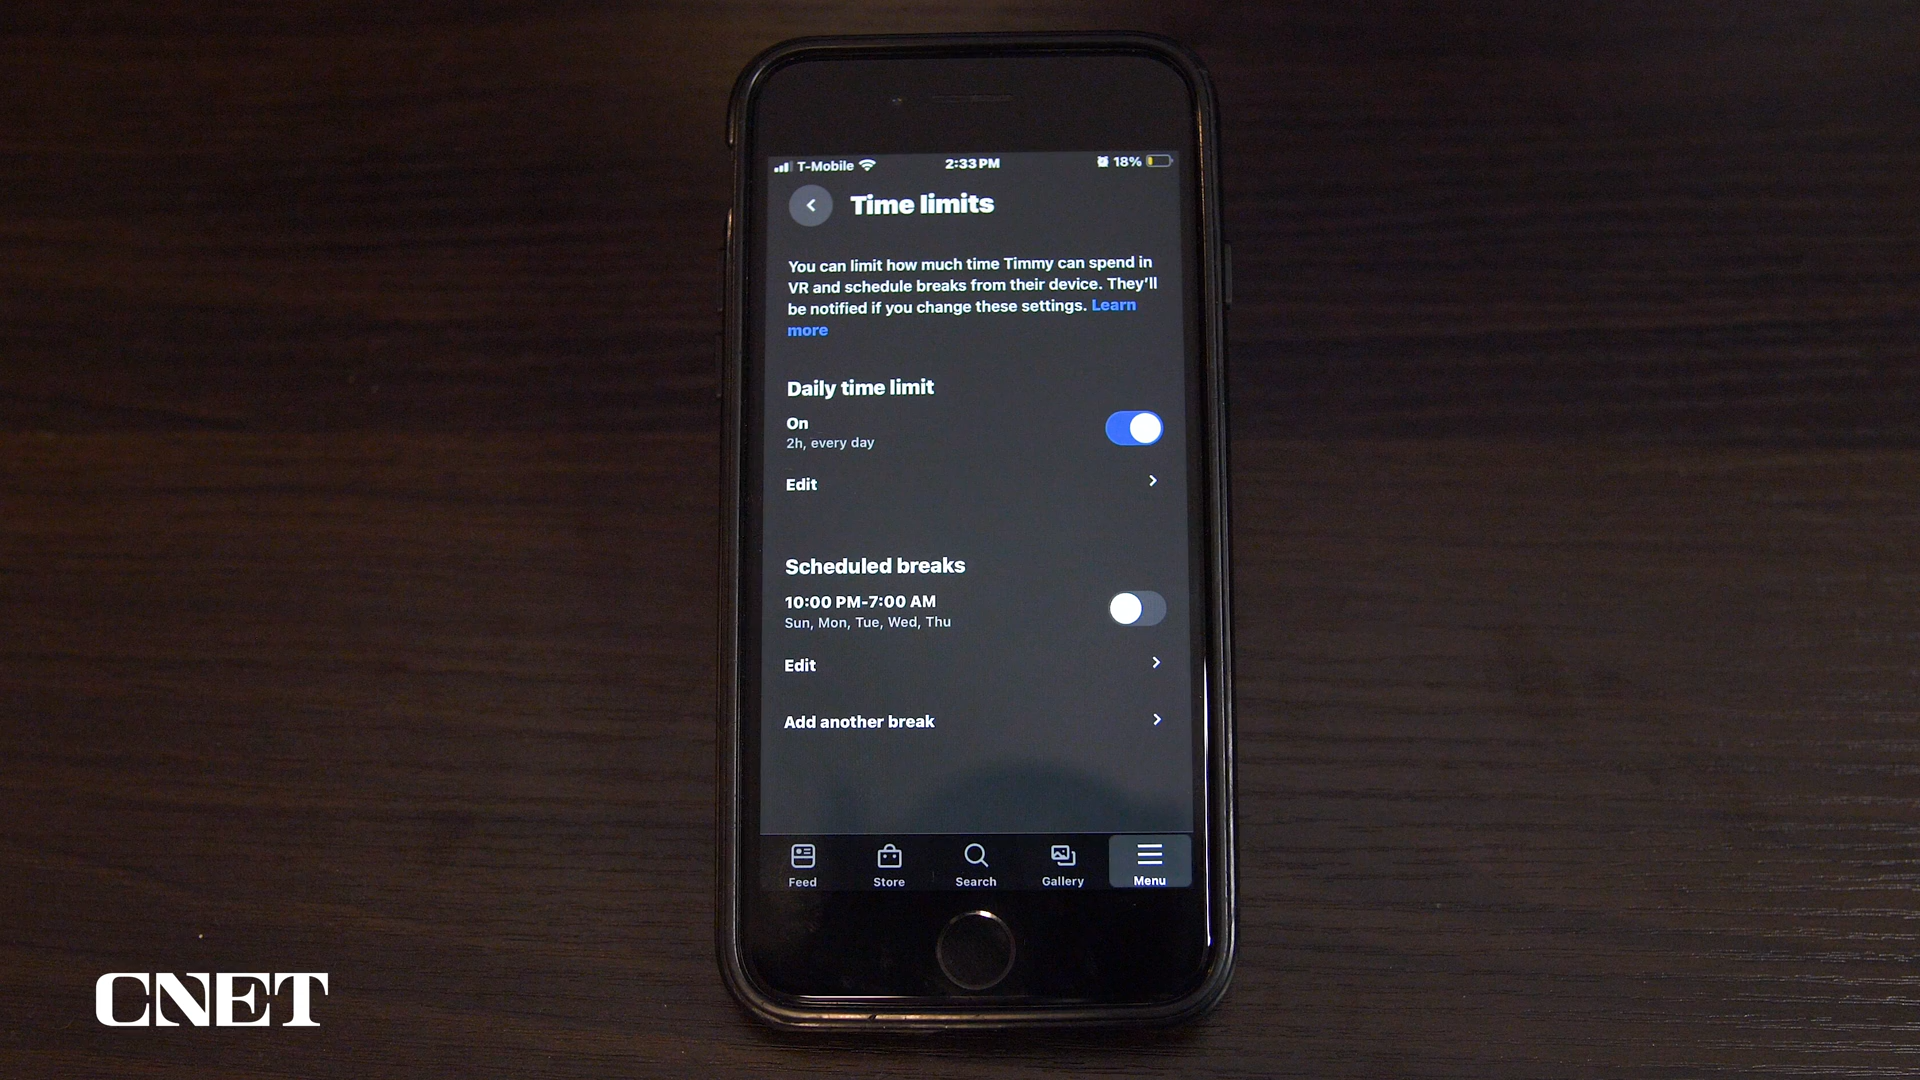 T-Mobile 2:33 PM 18%
Time limits
You can limit how much time Timmy can spend in
VR and schedule breaks from their device. They'll
be notified if you change these settings. Learn
more
Daily time limit
On
2h, every day
Edit
Scheduled breaks
10:00 PM-7:00 AM
Sun, Mon, Tue, Wed, Thu
Edit
Add another break
Feed Store Search Gallery Menu
CNET